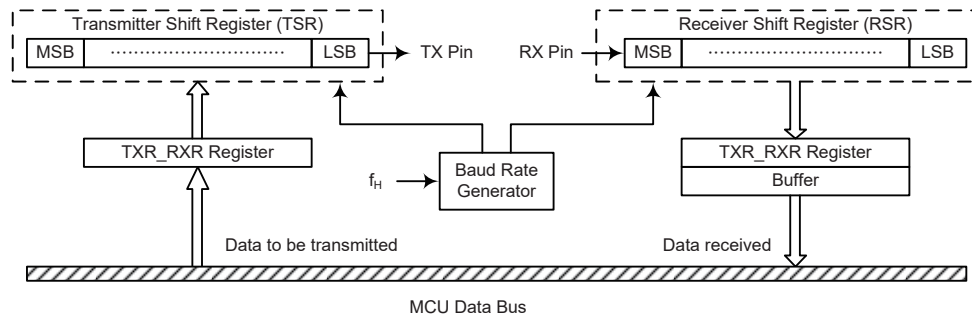 Transmitter Shift Register (TSR)
MSB ................................ LSB
TX Pin
RX Pin
Receiver Shift Register (RSR)
MSB ................................ LSB
TXR_RXR Register
fH
Baud Rate
Generator
TXR_RXR Register
Buffer
Data to be transmitted
Data received
MCU Data Bus